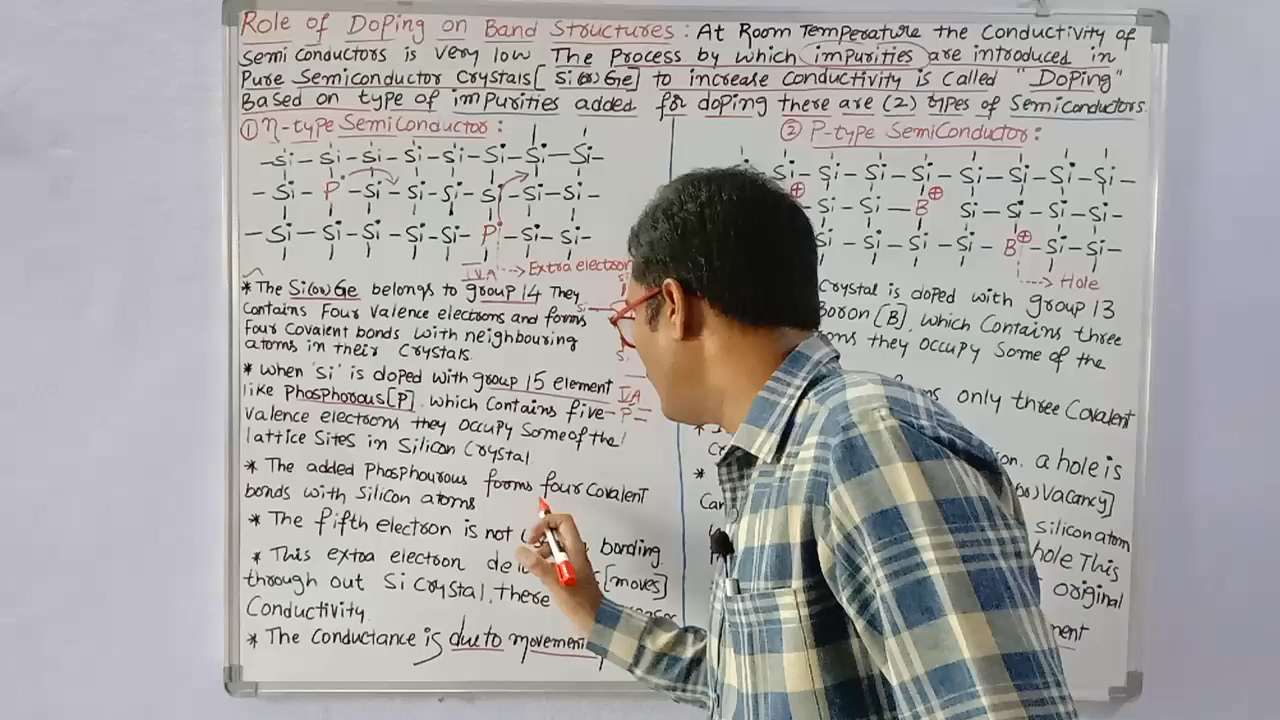 Role of Doping on Band Structures : At Room Temperature the Conductivity of
Semi Conductors is very low The Process by which impurities are introduced in
Pure Semiconductor Crystals [ Si (or) Ge] to increase Conductivity is Called "Doping"
Based on type of impurities added for doping there are (2) types of Semiconductors
① n-type Semiconductor :
-Si-Si-Si-Si-Si-Si-Si-Si-
-Si-P-Si-Si-Si-Si-Si-Si-
-Si-Si-Si-Si-Si-P-Si-Si-
IVA
Extra electron
* The Si(or)Ge belongs to group 14 They
Contains Four valence electrons and forms
Four Covalent bonds with neighbouring
atoms in their Crystals.
* when 'si' is doped with group 15 element
like Phosphorous[P], which Contains five
valence electrons they occupy Some of the
lattice Sites in Silicon Crystal.
Si
Si
VA
-P=
* The added Phosphourous forms four Covalent
bonds with Silicon atoms
* The fifth electron is not bonding
* This extra electron [moves]
through out Si Crystal, there
Conductivity.
* The Conductance is due to movement
② P-type Semiconductor :
Si-Si-Si-Si-Si-Si-Si-Si-
⊕ Si-Si-B ⊕ Si-Si-Si-Si-
Si-Si-Si-Si-B ⊕-Si-Si-
Hole
Crystal is doped with group 13
Boron [B], which Contains three
they occupy Some of the
only three Covalent
a hole is
(or) Vacancy]
Silicon atom
hole This
original